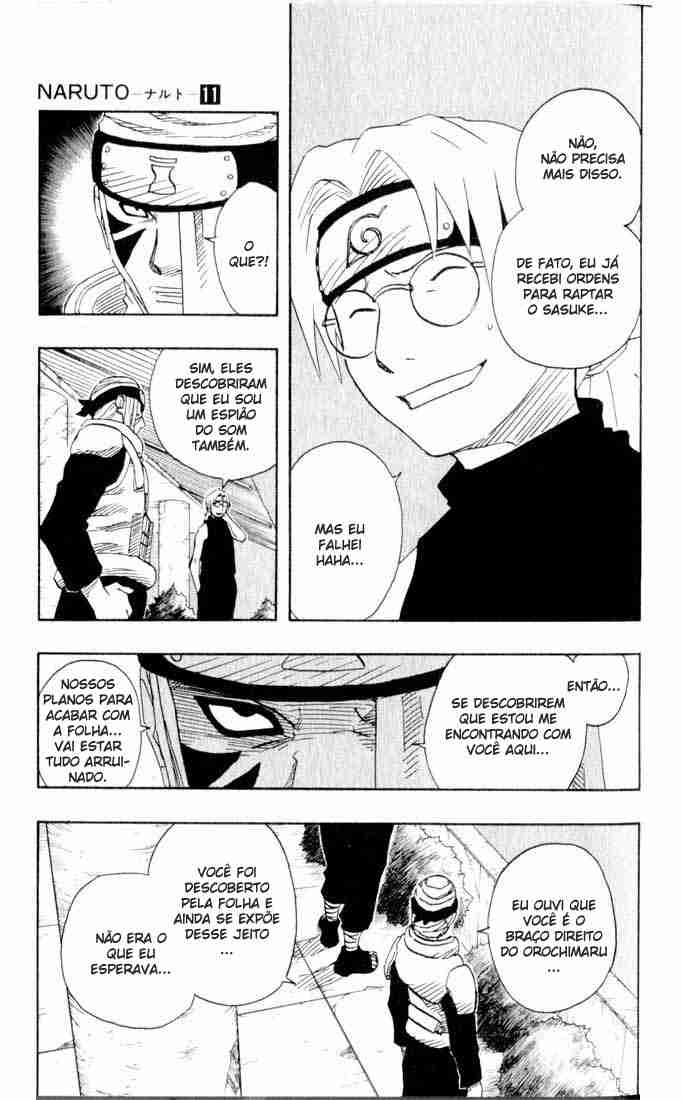 NARUTO—ナルト—11
NÃO,
NÃO PRECISA
MAIS DISSO.
DE FATO, EU JÁ
RECEBI ORDENS
PARA RAPTAR
O SASUKE...
MAS EU
FALHEI
HAHA...
O
QUE?!
SIM, ELES
DESCOBRIRAM
QUE EU SOU
UM ESPIÃO
DO SOM
TAMBÉM.
ENTÃO...
SE DESCOBRIREM
QUE ESTOU ME
ENCONTRANDO COM
VOCÊ AQUI...
NOSSOS
PLANOS PARA
ACABAR COM
A FOLHA...
VAI ESTAR
TUDO ARRUI-
NADO.
EU OUVI QUE
VOCÊ É O
BRAÇO DIREITO
DO OROCHIMARU
...
VOCÊ FOI
DESCOBERTO
PELA FOLHA E
AINDA SE EXPÕE
DESSE JEITO
...
NÃO ERA O
QUE EU
ESPERAVA...